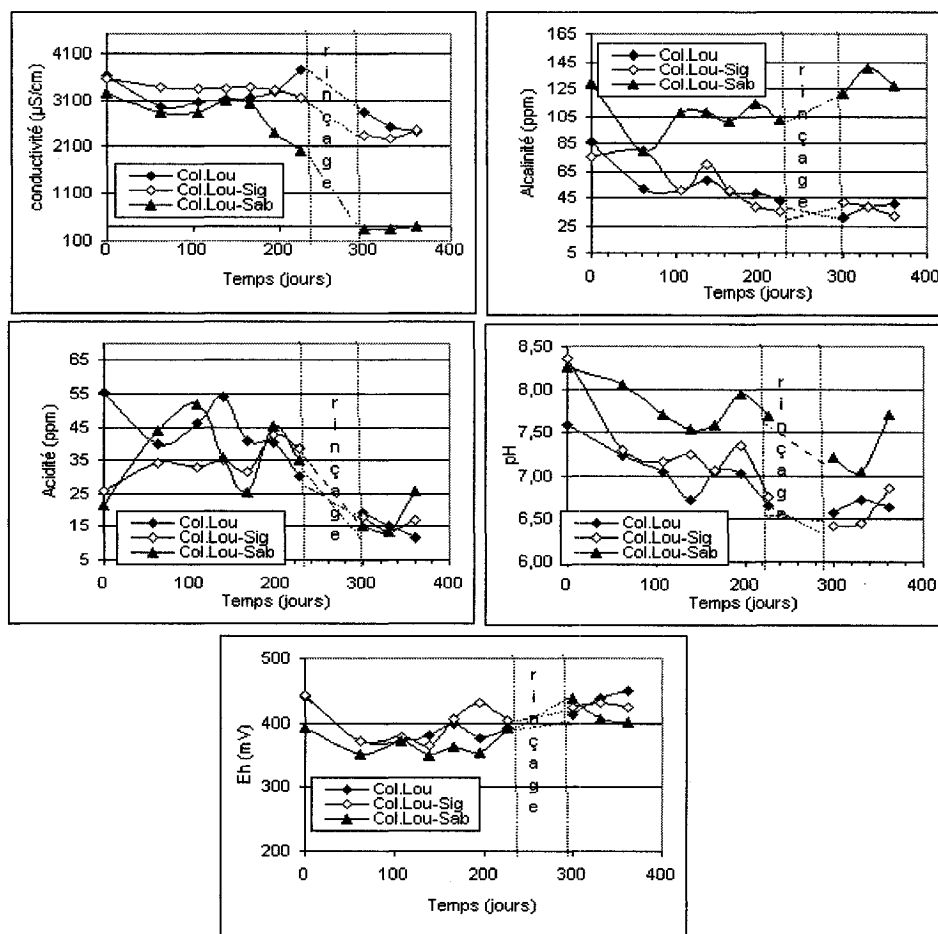 4100
3100
2100
1100
100
conductivité (µS/cm)
rinçage
Col.Lou
Col.Lou-Sig
Col.Lou-Sab
0
100
200
300
400
Temps (jours)
165
145
125
105
85
65
45
25
5
Alcalinité (ppm)
Col.Lou
Col.Lou-Sig
Col.Lou-Sab
rinçage
0
100
200
300
400
Temps (jours)
65
55
45
35
25
15
5
Acidité (ppm)
rinçage
Col.Lou
Col.Lou-Sig
Col.Lou-Sab
0
100
200
300
400
Temps (jours)
8,50
8,00
7,50
7,00
6,50
6,00
pH
rinçage
Col.Lou
Col.Lou-Sig
Col.Lou-Sab
0
100
200
300
400
Temps (jours)
500
400
300
200
Eh (mV)
rinçage
Col.Lou
Col.Lou-Sig
Col.Lou-Sab
0
100
200
300
400
Temps (jours)